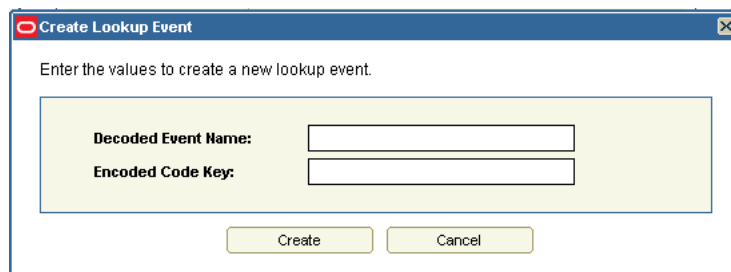 Create Lookup Event
Enter the values to create a new lookup event.
Decoded Event Name:
Encoded Code Key:
Create Cancel